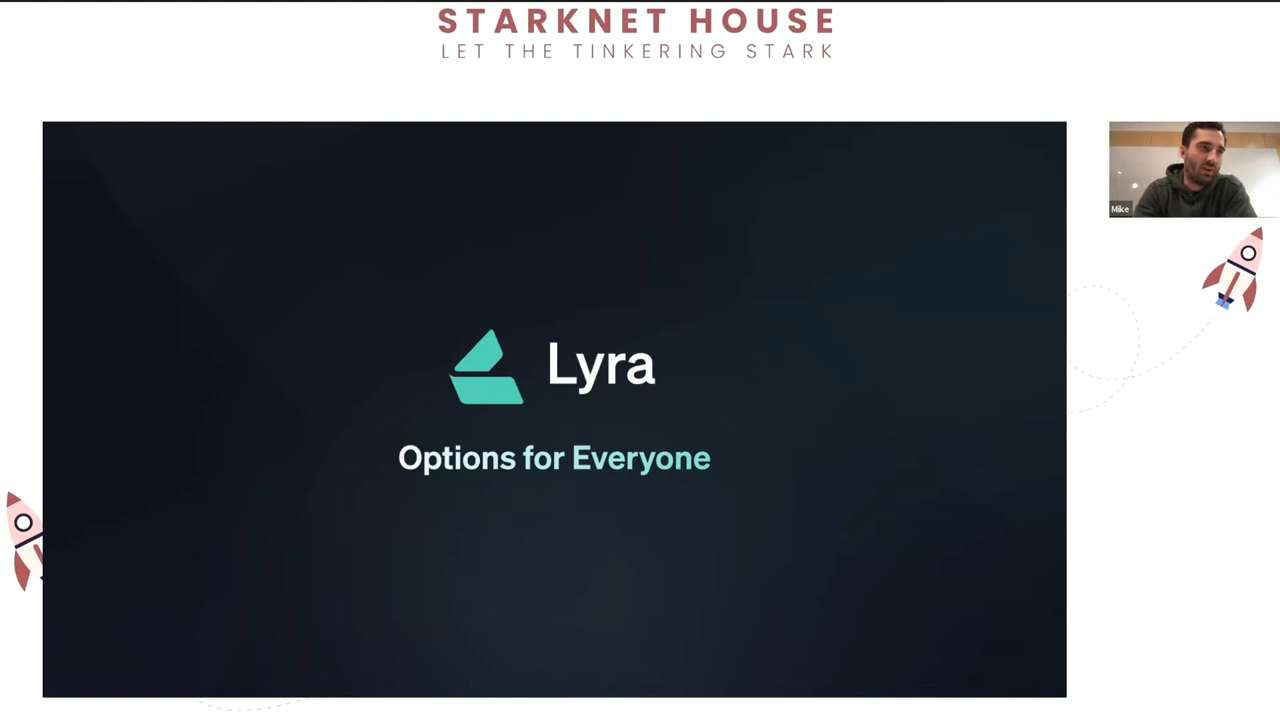 STARKNET HOUSE
LET THE TINKERING STARK
Mike
Lyra
Options for Everyone